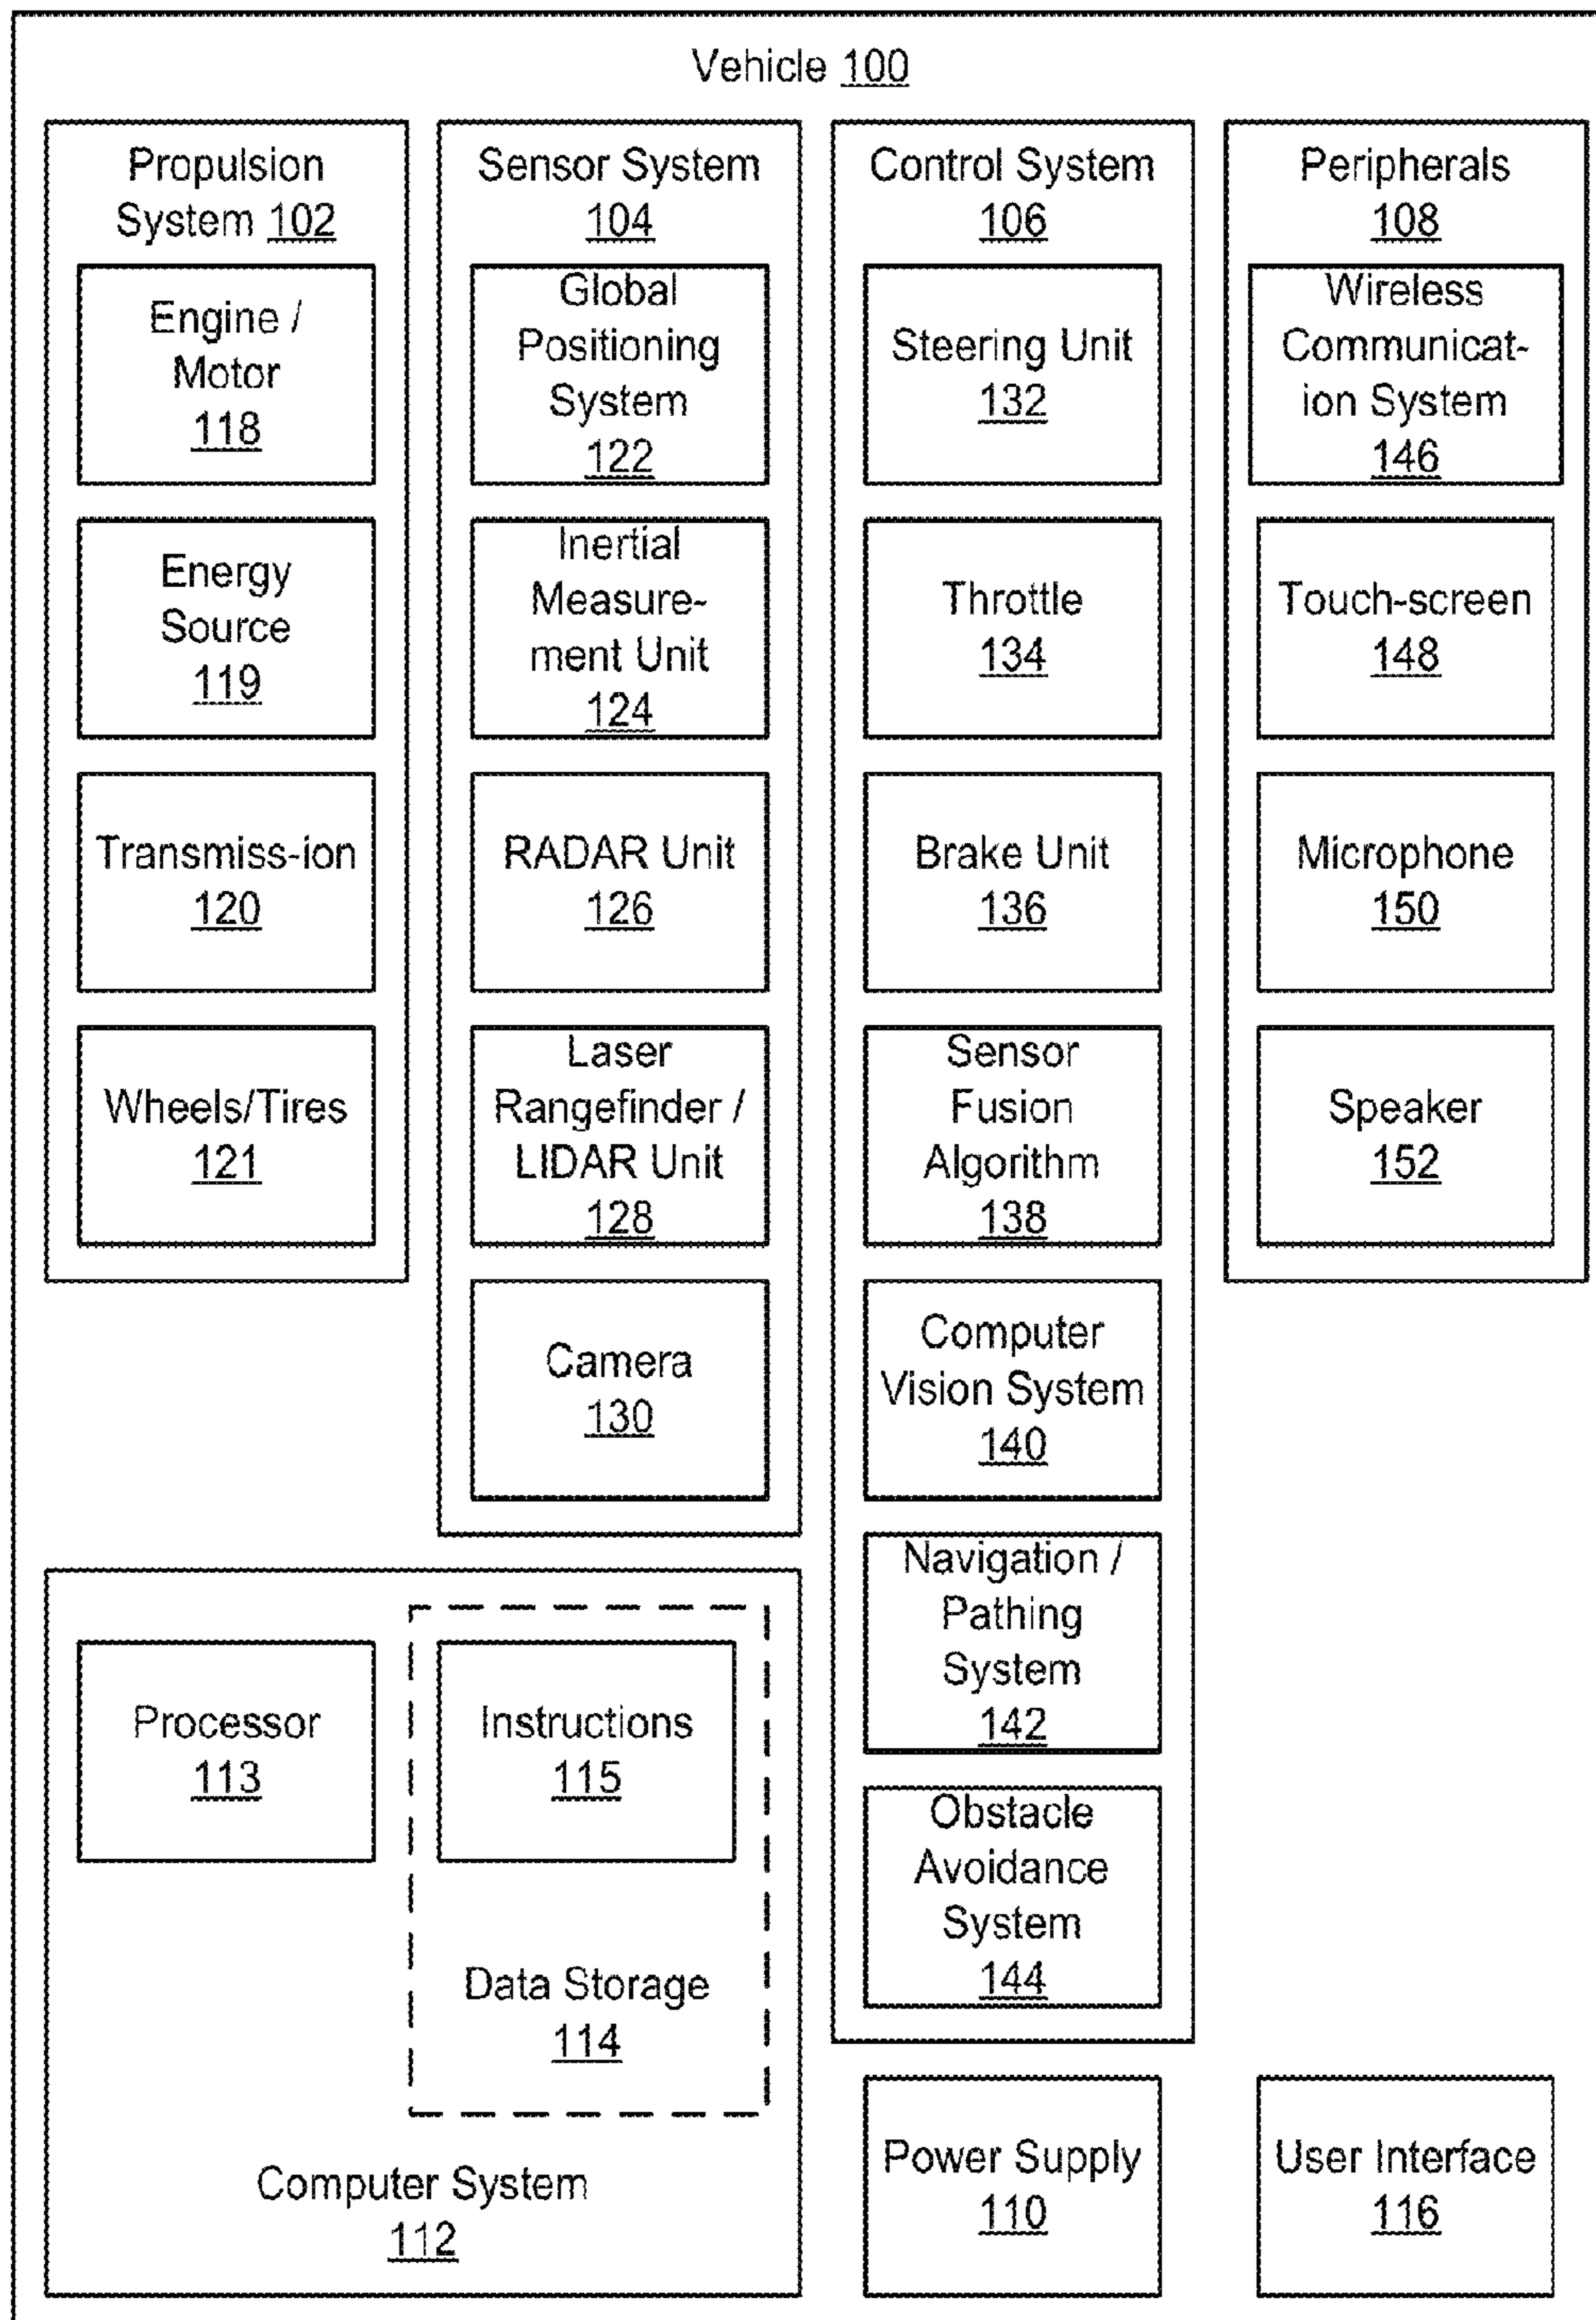 Vehicle 100
Propulsion
System 102
Engine /
Motor
118
Energy
Source
119
Transmiss-ion
120
Wheels/Tires
121
Sensor System
104
Global
Positioning
System
122
Inertial
Measure-
ment Unit
124
RADAR Unit
126
Laser
Rangefinder /
LIDAR Unit
128
Camera
130
Control System
106
Steering Unit
132
Throttle
134
Brake Unit
136
Sensor
Fusion
Algorithm
138
Computer
Vision System
140
Navigation /
Pathing
System
142
Obstacle
Avoidance
System
144
Peripherals
108
Wireless
Communicat-
ion System
146
Touch-screen
148
Microphone
150
Speaker
152
Processor
113
Instructions
115
Data Storage
114
Computer System
112
Power Supply
110
User Interface
116